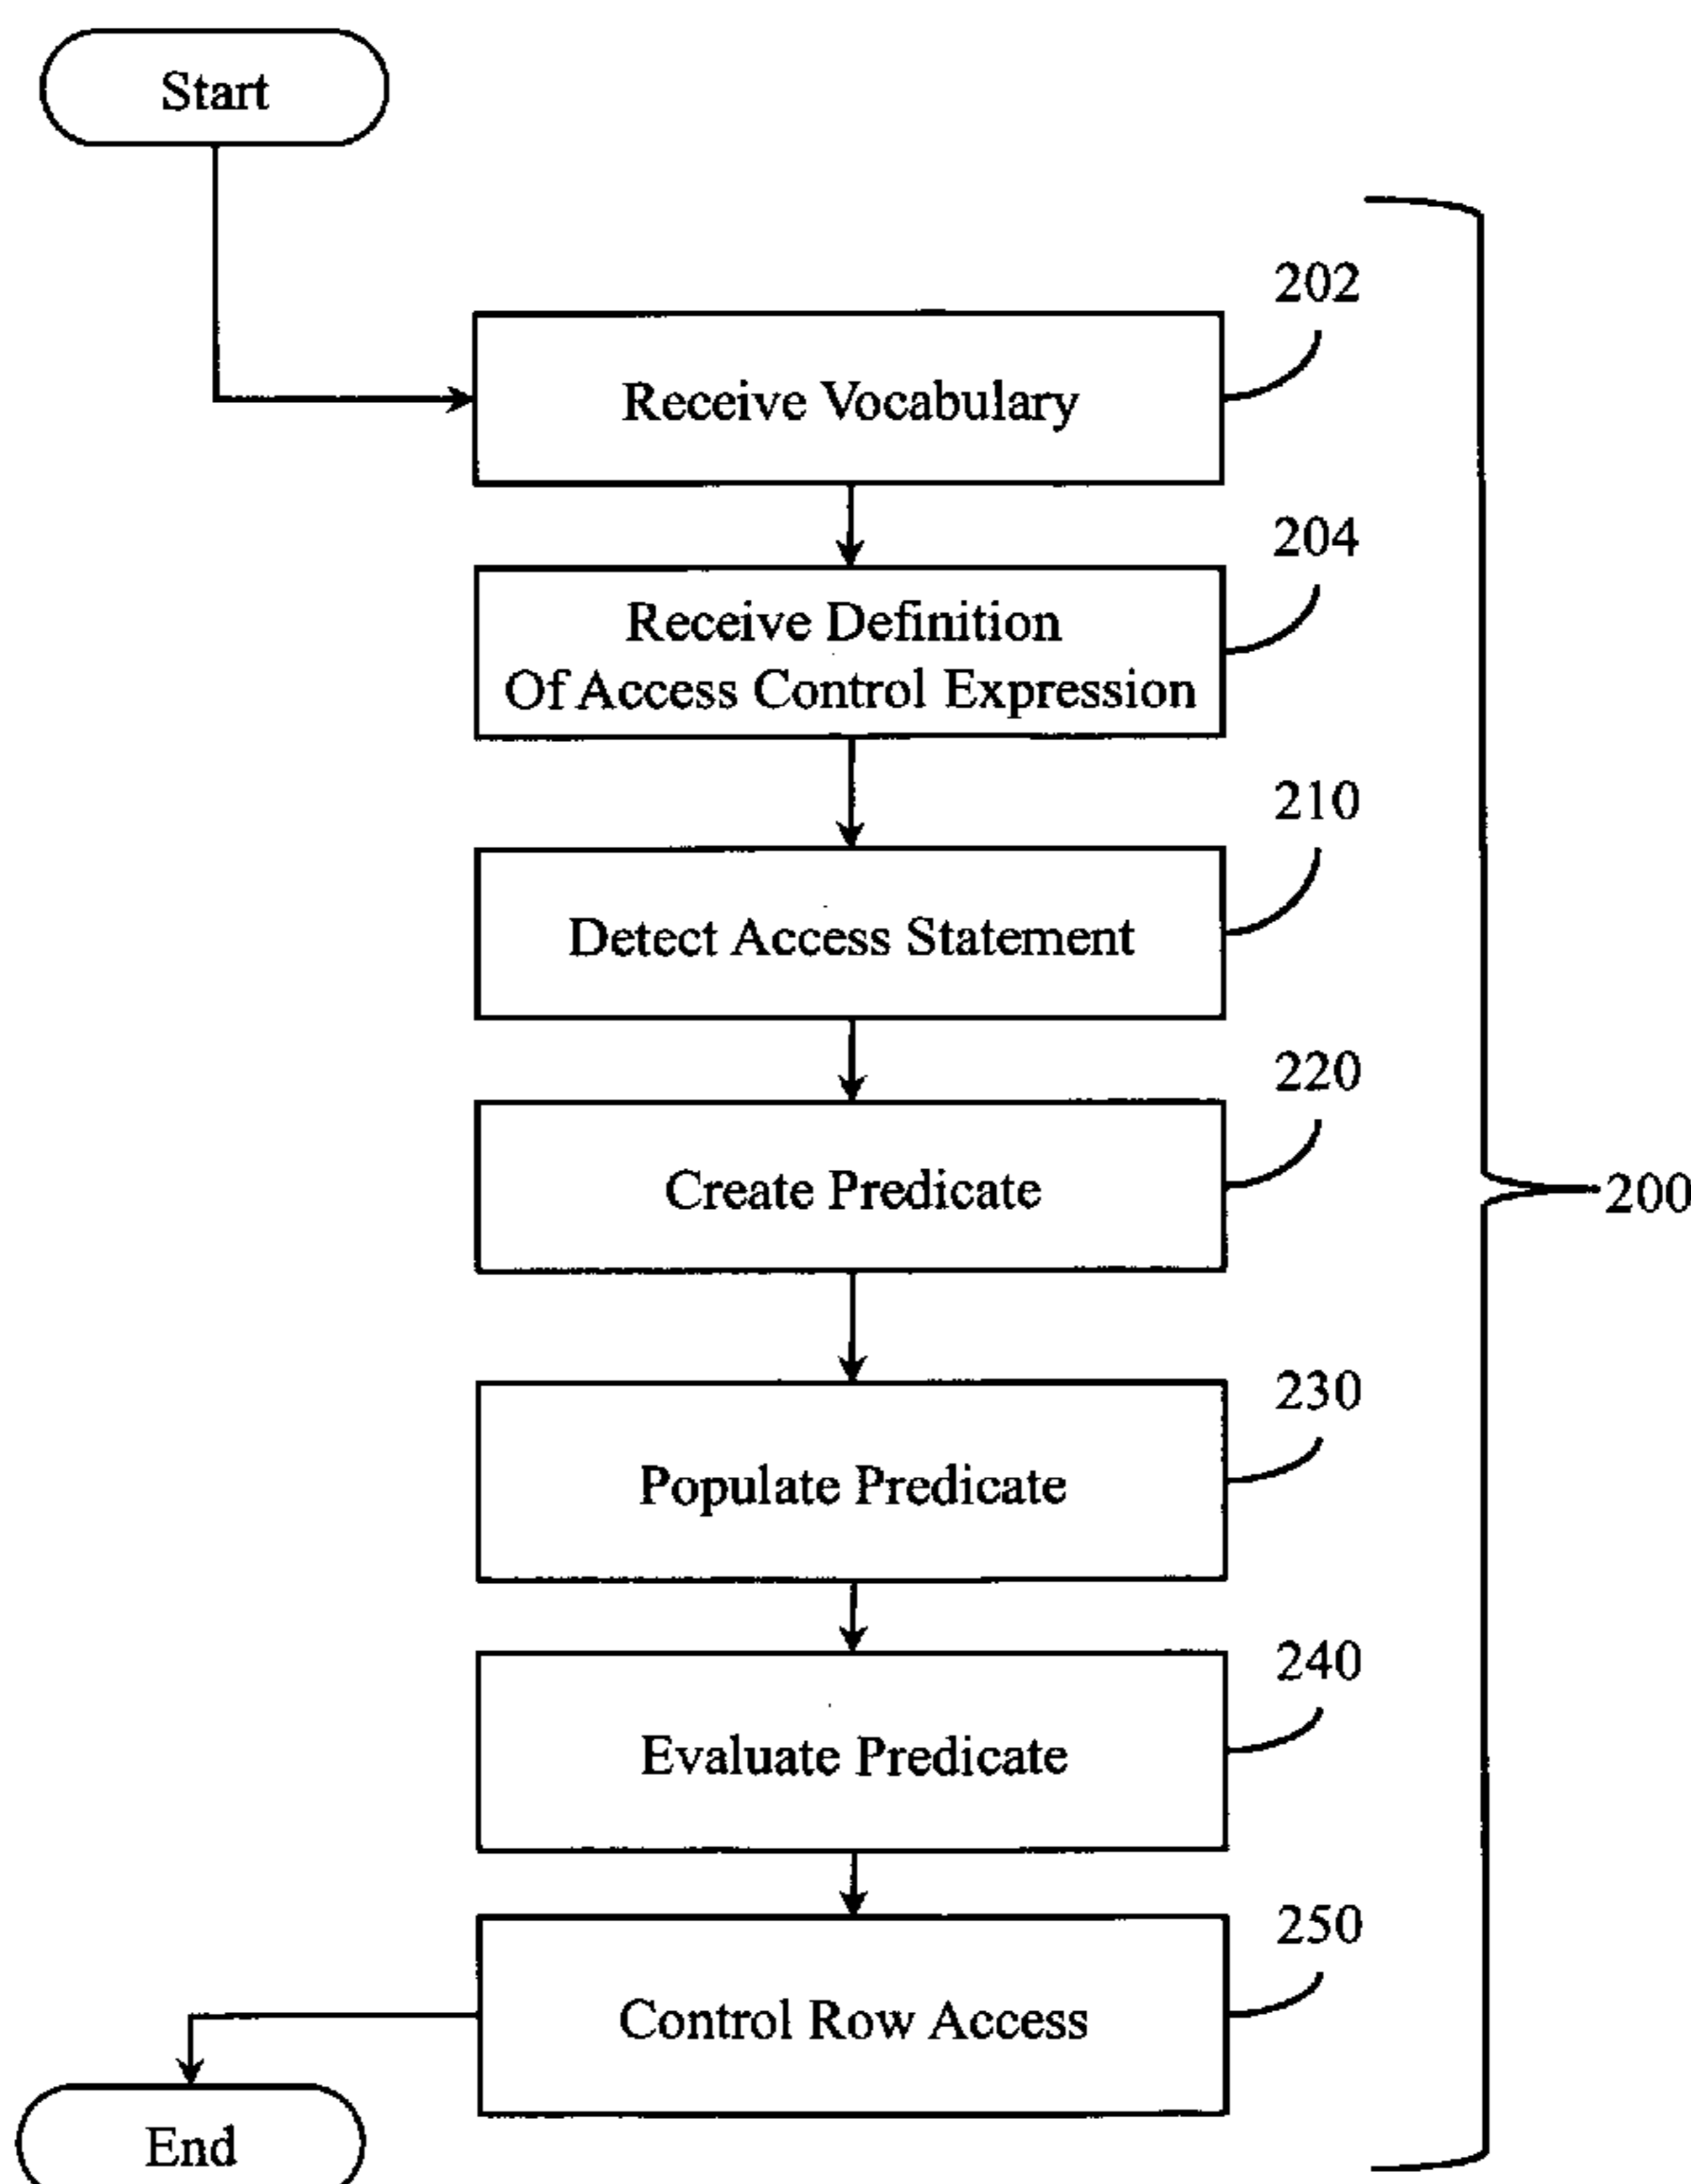 Start
202
Receive Vocabulary
204
Receive Definition
Of Access Control Expression
210
Detect Access Statement
220
Create Predicate
200
230
Populate Predicate
240
Evaluate Predicate
250
Control Row Access
End